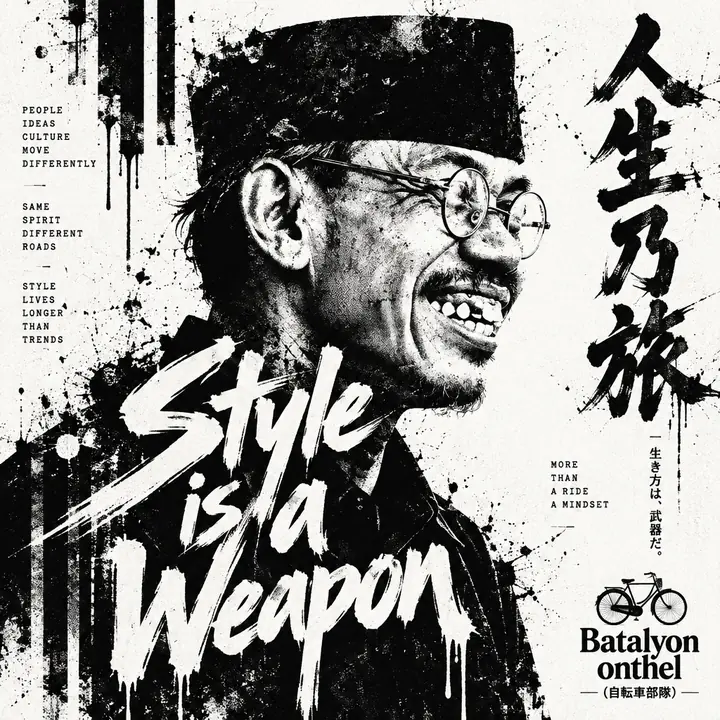 PEOPLE
IDEAS
CULTURE
MOVE
DIFFERENTLY
SAME
SPIRIT
DIFFERENT
ROADS
STYLE
LIVES
LONGER
THAN
TRENDS
Style
is a
Weapon
人生乃旅
一生き方は、武器だ。
MORE
THAN
A RIDE
A MINDSET
Batalyon
onthel
(自転車部隊)